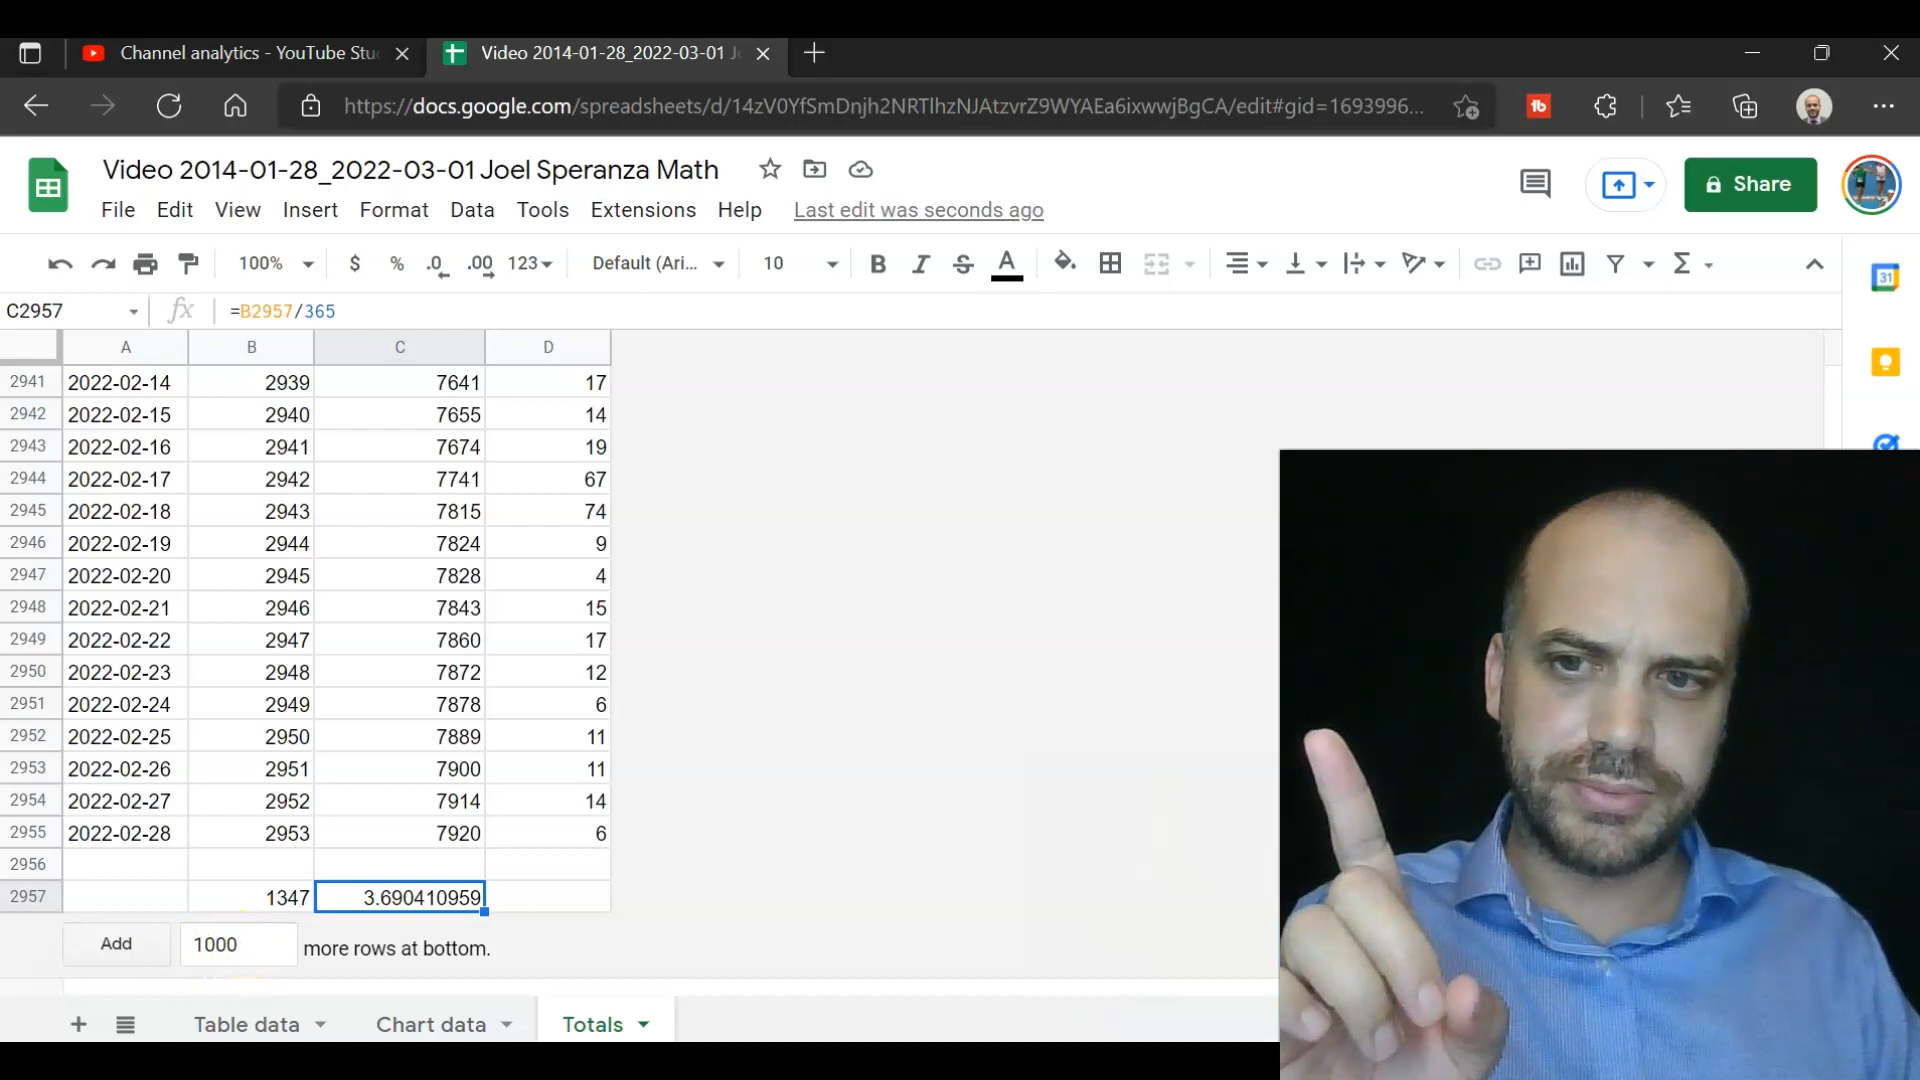 Channel analytics - YouTube Stu
Video 2014-01-28_2022-03-01 J
https://docs.google.com/spreadsheets/d/14zV0YfSmDnjh2NRTlhzNJAtzvrZ9WYAEa6ixwwjBgCA/edit#gid=1693996...
Video 2014-01-28_2022-03-01 Joel Speranza Math
Share
File Edit View Insert Format Data Tools Extensions Help Last edit was seconds ago
100% $ % .0 .00 123 Default (Ari... 10 B I S A Σ
31
C2957 fx =B2957/365
A B C D
2941 2022-02-14 2939 7641 17
2942 2022-02-15 2940 7655 14
2943 2022-02-16 2941 7674 19
2944 2022-02-17 2942 7741 67
2945 2022-02-18 2943 7815 74
2946 2022-02-19 2944 7824 9
2947 2022-02-20 2945 7828 4
2948 2022-02-21 2946 7843 15
2949 2022-02-22 2947 7860 17
2950 2022-02-23 2948 7872 12
2951 2022-02-24 2949 7878 6
2952 2022-02-25 2950 7889 11
2953 2022-02-26 2951 7900 11
2954 2022-02-27 2952 7914 14
2955 2022-02-28 2953 7920 6
2956
2957 1347 3.690410959
Add 1000 more rows at bottom.
Table data Chart data Totals